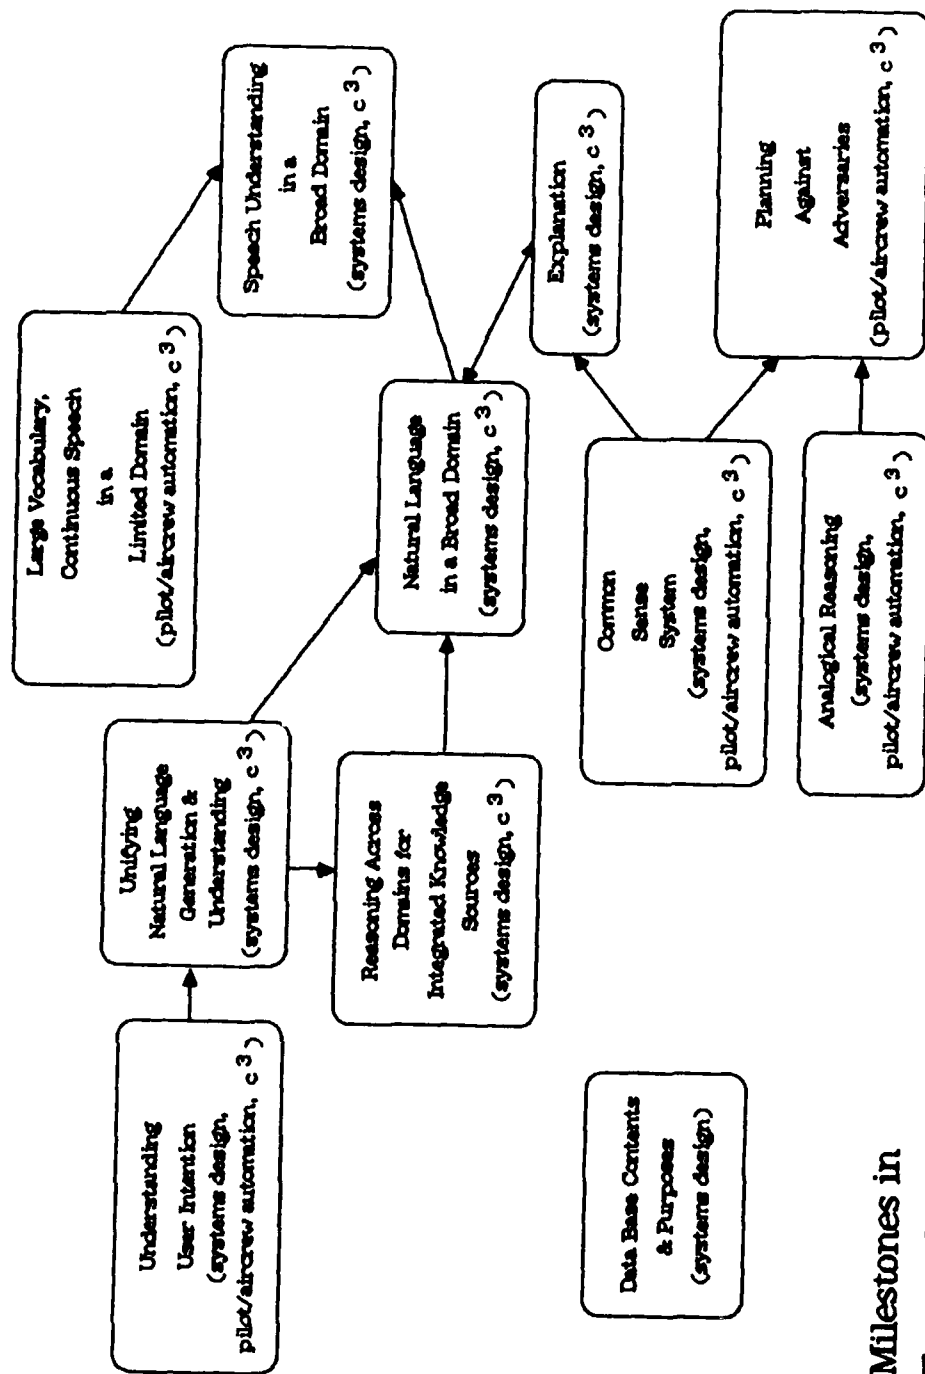 Understanding
User Intention
(systems design,
pilot/aircrew automation, c 3)
Unifying
Natural Language
Generation &
Understanding
(systems design, c 3)
Large Vocabulary,
Continuous Speech
in a
Limited Domain
(pilot/aircrew automation, c 3)
Speech Understanding
in a
Broad Domain
(systems design, c 3)
Reasoning Across
Domains for
Integrated Knowledge
Sources
(systems design, c 3)
Natural Language
in a Broad Domain
(systems design, c 3)
Explanation
(systems design, c 3)
Data Base Contents
& Purposes
(systems design)
Common
Sense
System
(systems design,
pilot/aircrew automation, c 3)
Planning
Against
Adversaries
(pilot/aircrew automation, c 3)
Analogical Reasoning
(systems design,
pilot/aircrew automation, c 3)
Milestones in